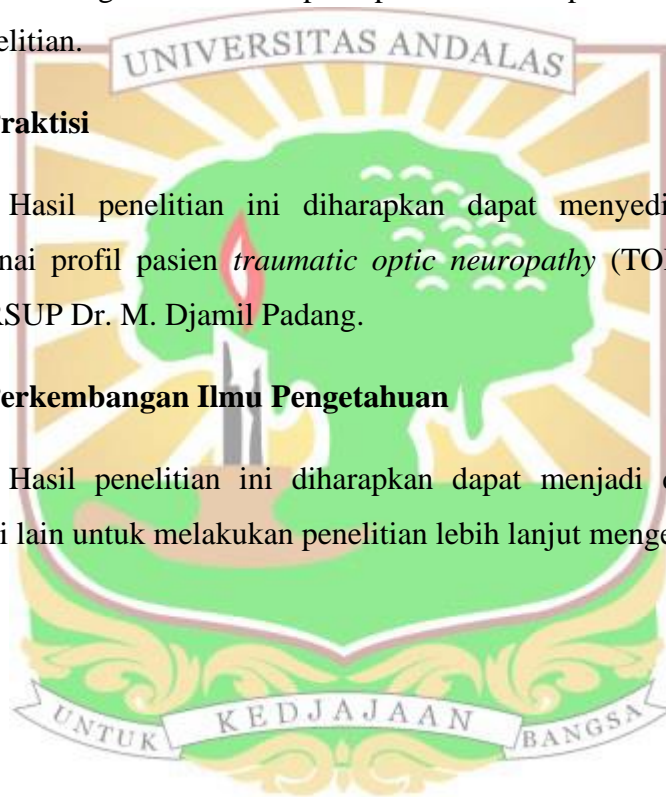 elitian.
UNIVERSITAS ANDALAS
raktisi
Hasil penelitian ini diharapkan dapat menyedi
nai profil pasien traumatic optic neuropathy (TO
RSUP Dr. M. Djamil Padang.
erkembangan Ilmu Pengetahuan
Hasil penelitian ini diharapkan dapat menjadi
i lain untuk melakukan penelitian lebih lanjut menge
UNTUK KEDJAJAAN BANGSA